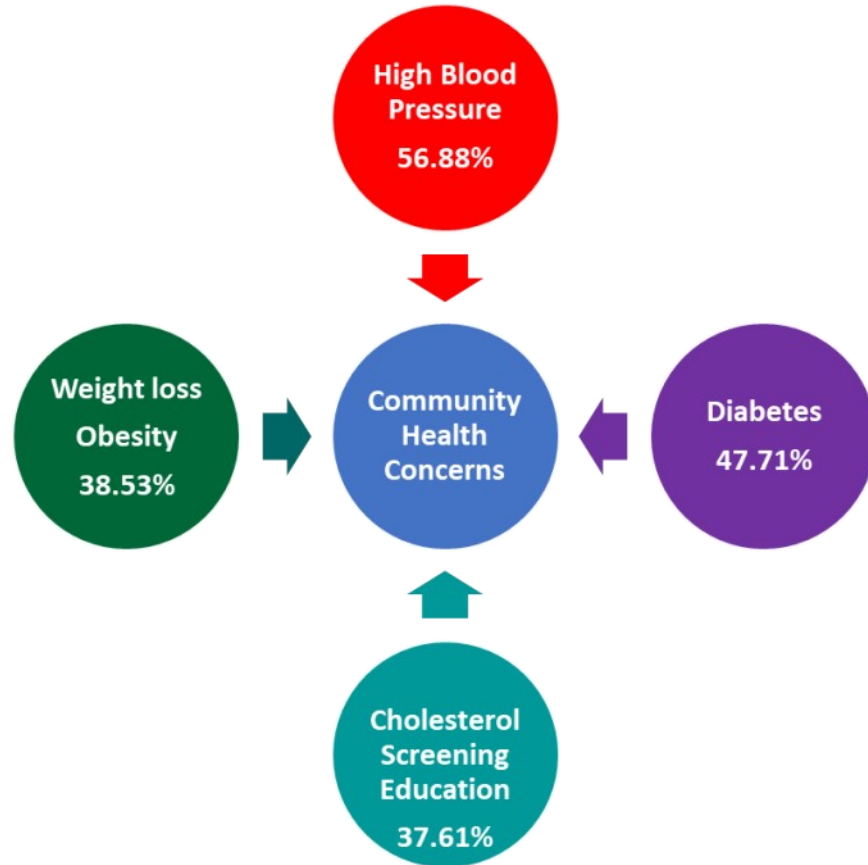 High Blood
Pressure
56.88%
Weight loss
Obesity
38.53%
Community
Health
Concerns
Diabetes
47.71%
Cholesterol
Screening
Education
37.61%